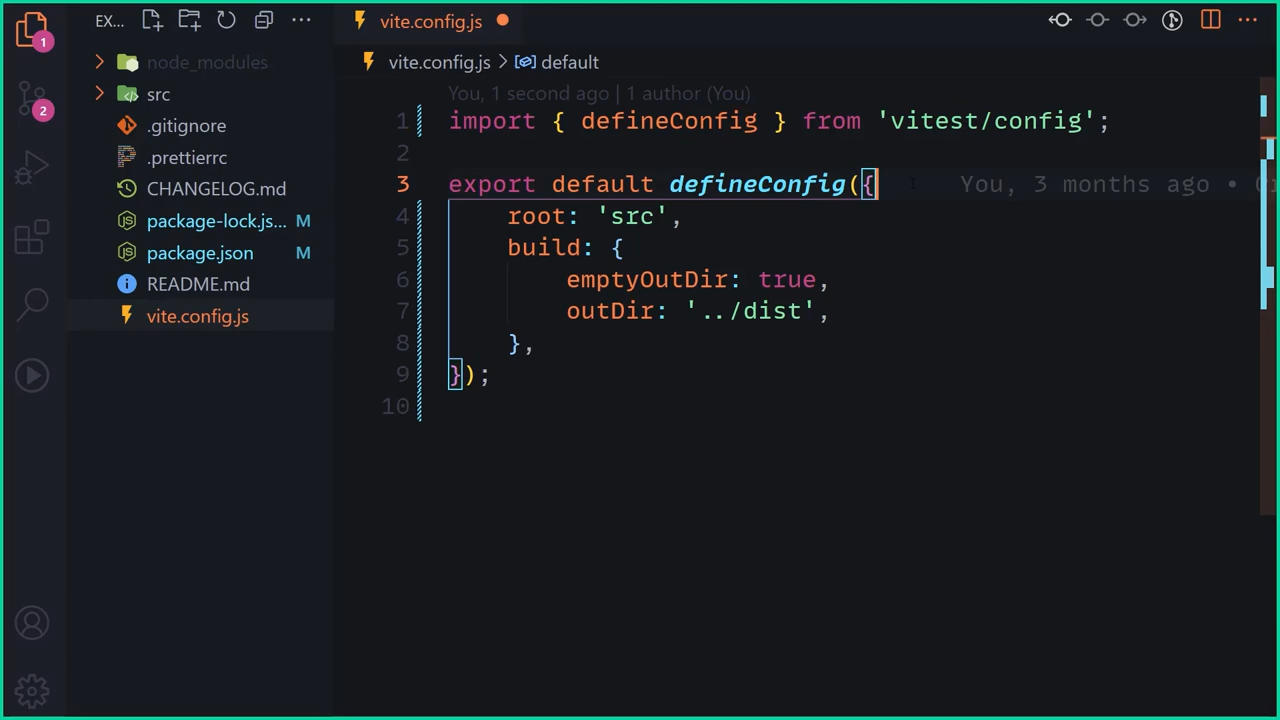 EX...
vite.config.js
1
node_modules
vite.config.js > default
src
2
You, 1 second ago | 1 author (You)
.gitignore
1 import { defineConfig } from 'vitest/config';
.prettierrc
2
CHANGELOG.md
3 export default defineConfig({ You, 3 months ago •
package-lock.js... M
4 root: 'src',
package.json M
5 build: {
README.md
6 emptyOutDir: true,
vite.config.js
7 outDir: '../dist',
8 },
9 });
10